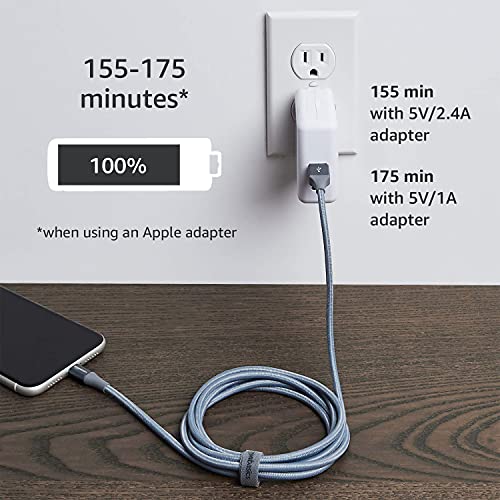 155-175
minutes*
100%
*when using an Apple adapter
155 min
with 5V/2.4A
adapter
175 min
with 5V/1A
adapter